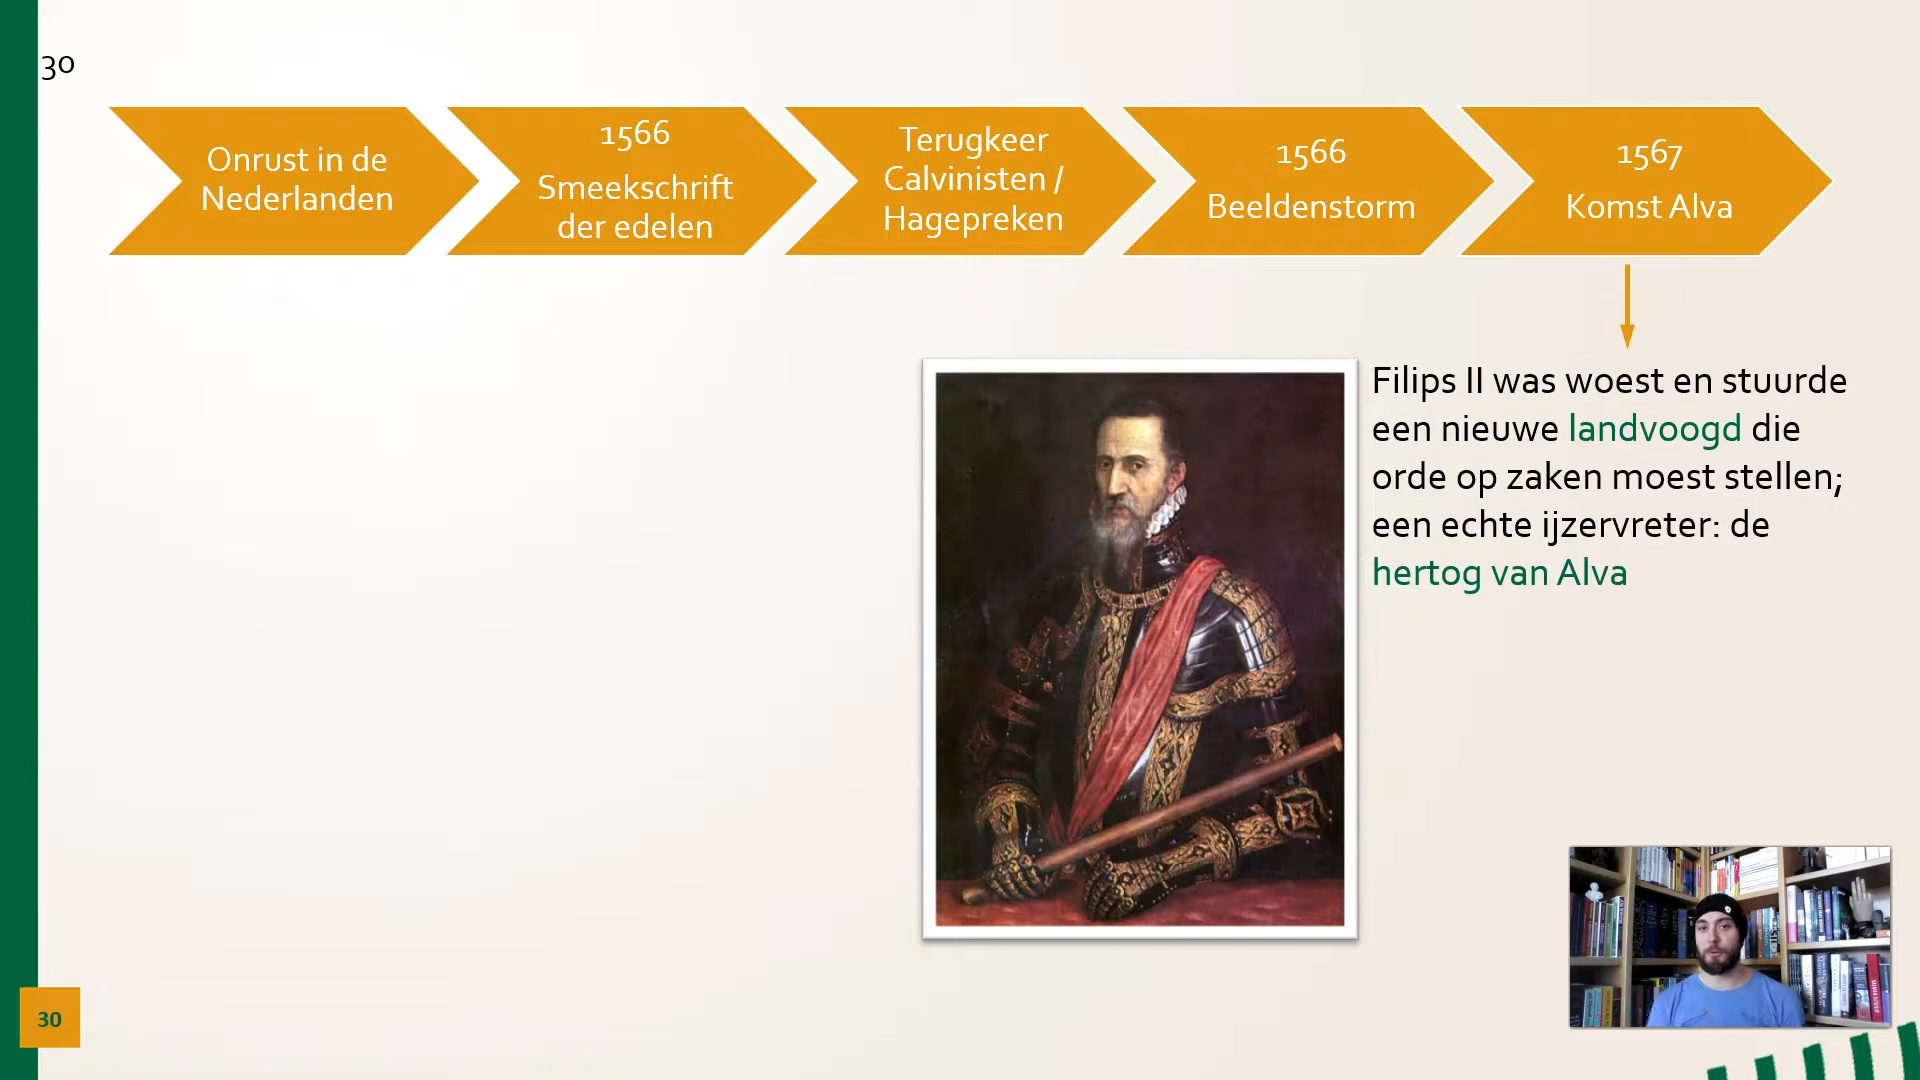 30
Onrust in de
Nederlanden
1566
Smeekschrift
der edelen
Terugkeer
Calvinisten /
Hagepreken
1566
Beeldenstorm
1567
Komst Alva
Filips II was woest en stuurde
een nieuwe landvoogd die
orde op zaken moest stellen;
een echte ijzervreter: de
hertog van Alva
30